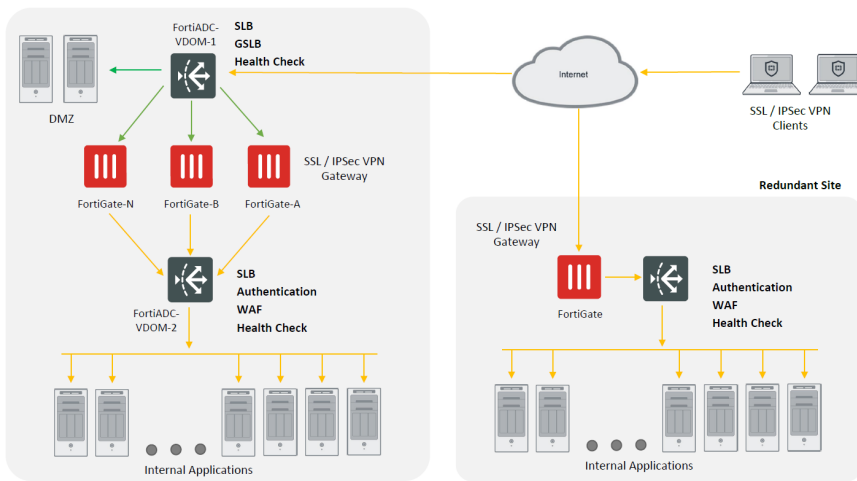 FortiADC-
VDOM-1
SLB
GSLB
Health Check
DMZ
Internet
SSL / IPSec VPN
Clients
SSL / IPSec VPN
Gateway
FortiGate-N
FortiGate-B
FortiGate-A
Redundant Site
SSL / IPSec VPN
Gateway
FortiGate
SLB
Authentication
WAF
Health Check
FortiADC-
VDOM-2
SLB
Authentication
WAF
Health Check
Internal Applications
Internal Applications